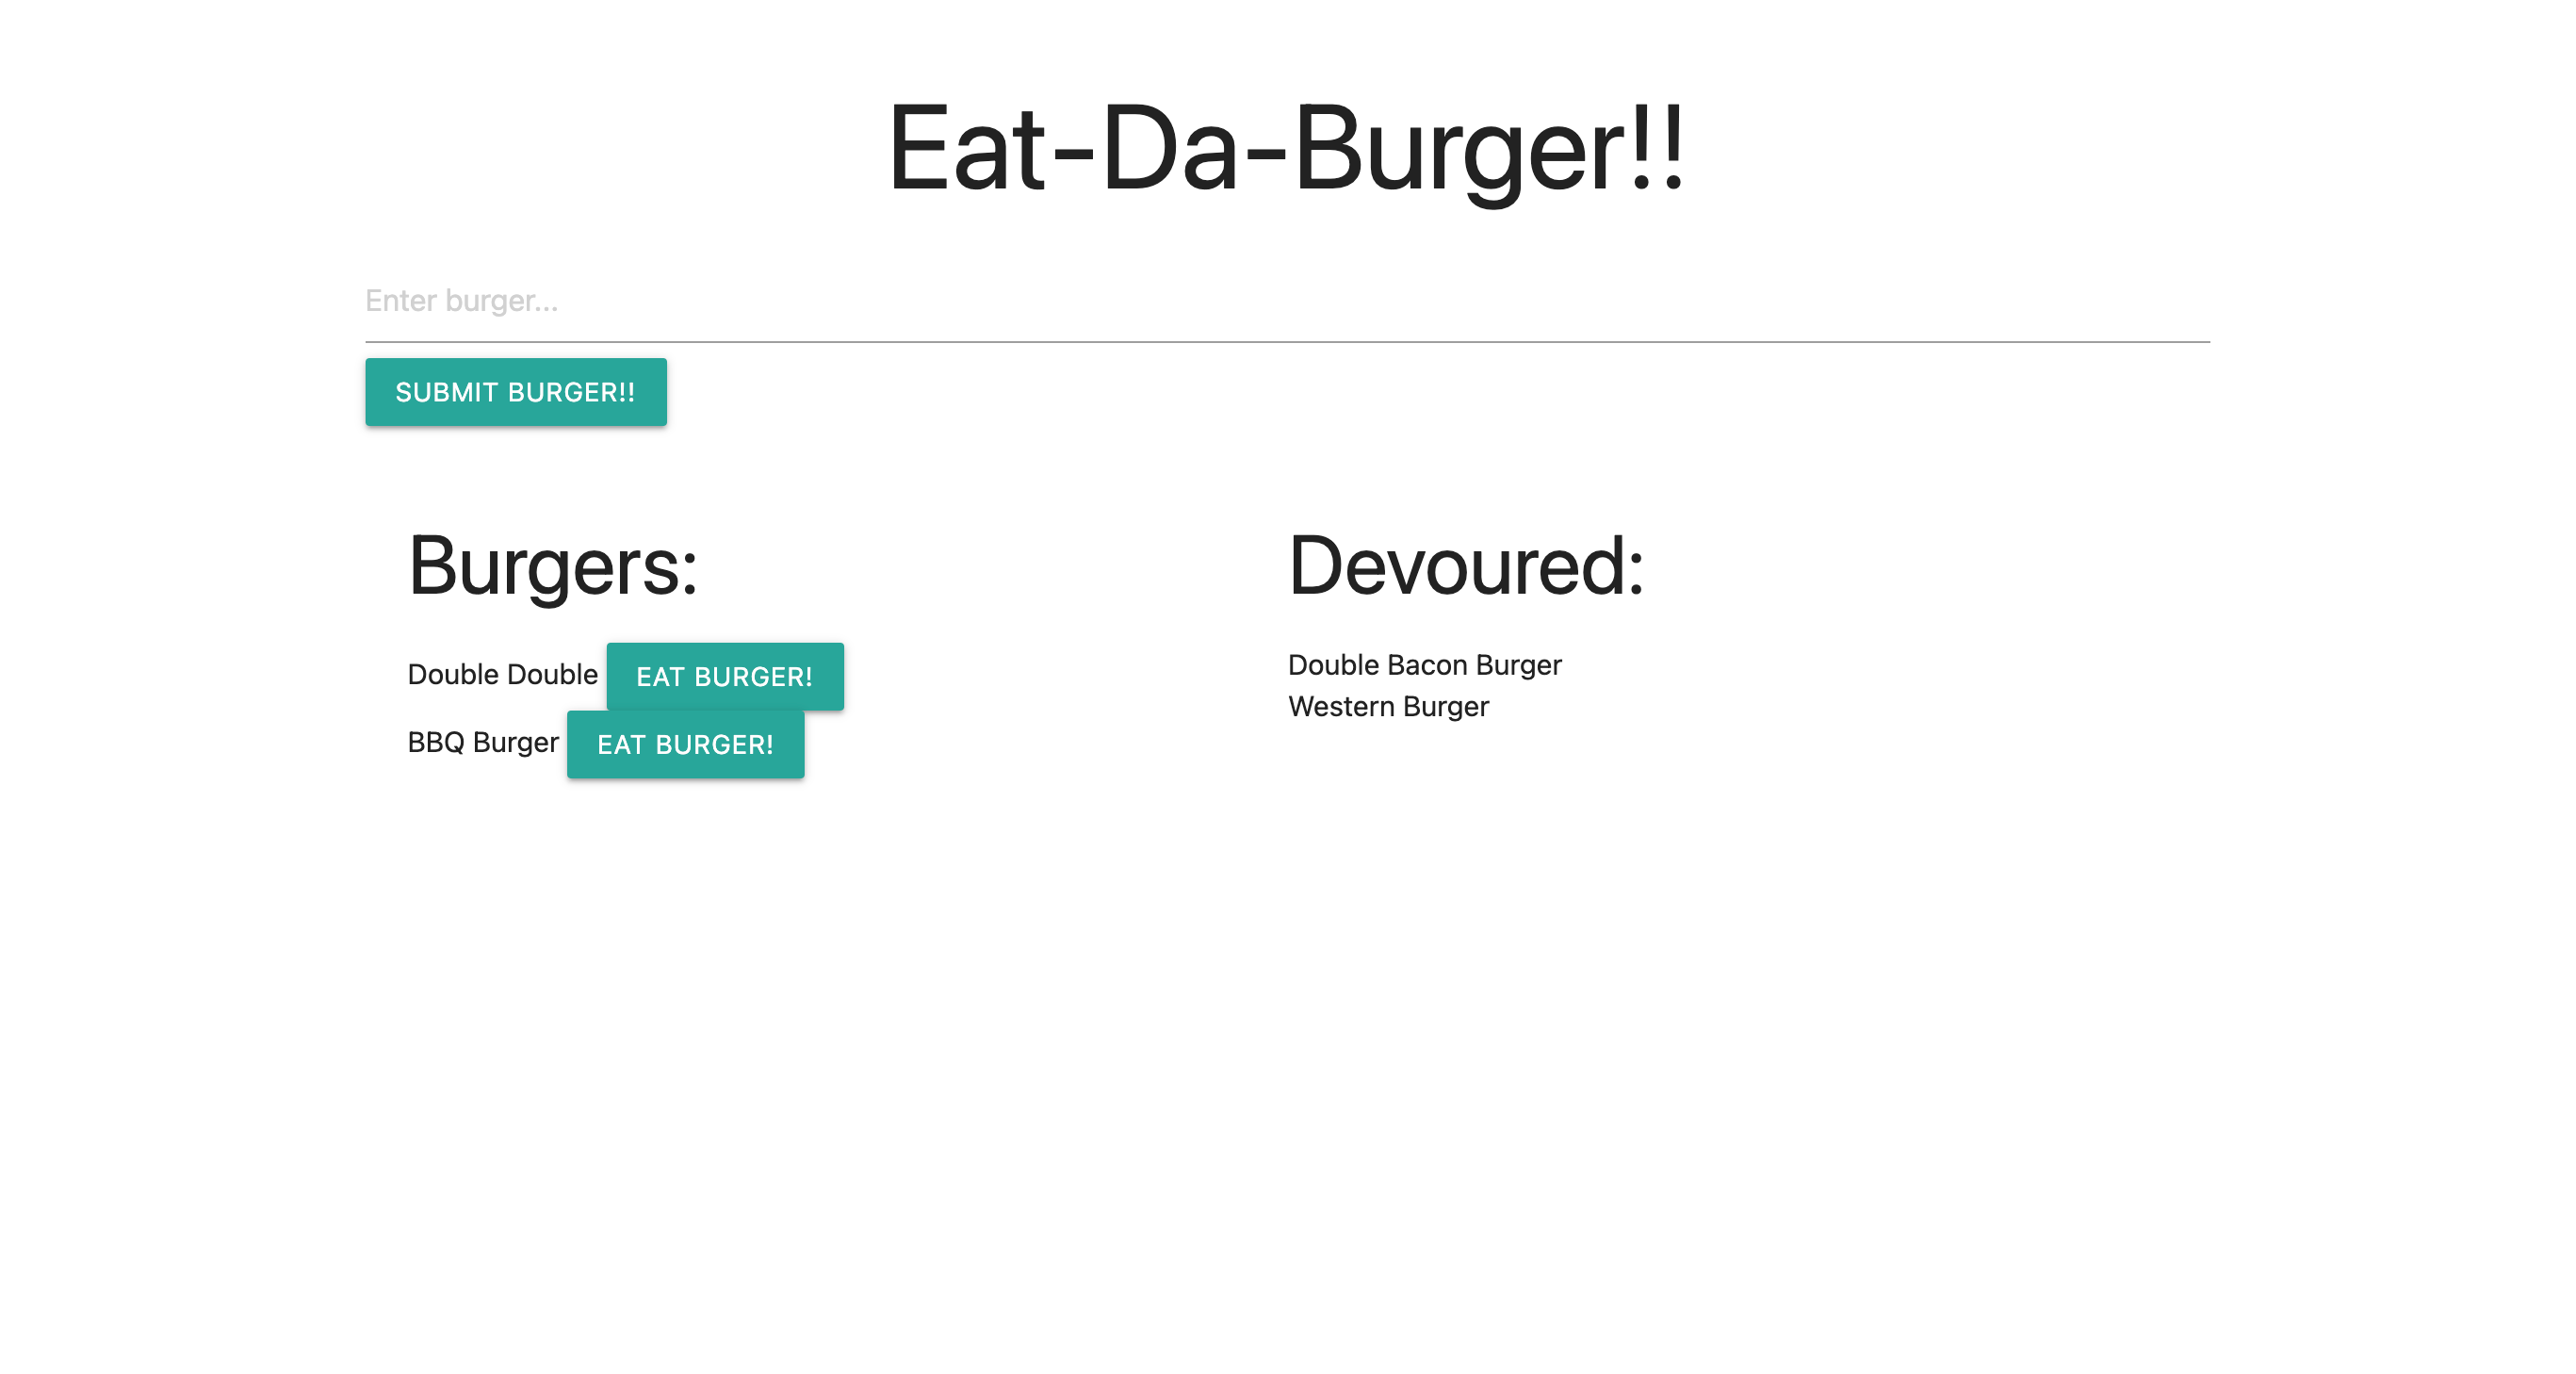 Eat-Da-Burger!!
Enter burger...
SUBMIT BURGER!!
Burgers:
Double Double EAT BURGER!
BBQ Burger EAT BURGER!
Devoured:
Double Bacon Burger
Western Burger